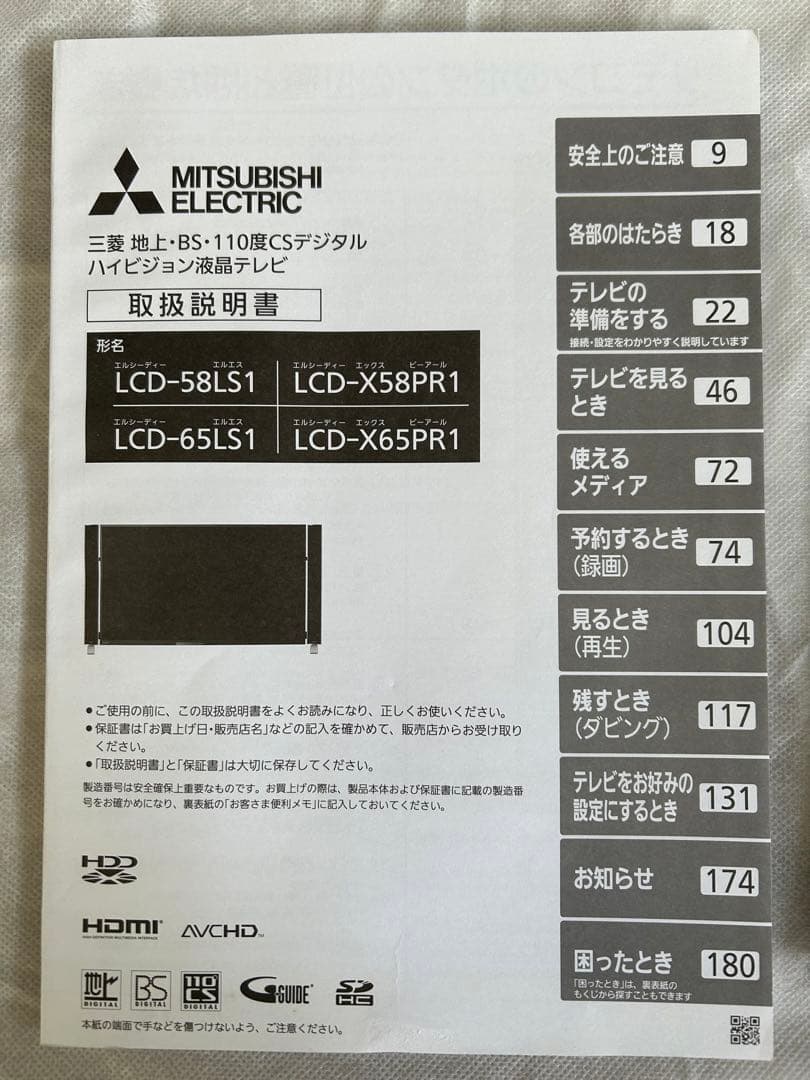 MITSUBISHI
ELECTRIC
三菱 地上・BS・110度CSデジタル
ハイビジョン液晶テレビ
取扱説明書
形名
エルシーディー エルエス
LCD-58LS1
エルシーディー エックス ピーアール
LCD-X58PR1
エルシーディー エルエス
LCD-65LS1
エルシーディー エックス ピーアール
LCD-X65PR1
●ご使用の前に、この取扱説明書をよくお読みになり、正しくお使いください。
●保証書は「お買上げ日・販売店名」などの記入を確かめて、販売店からお受け取り
ください。
●「取扱説明書」と「保証書」は大切に保存してください。
製造番号は安全確保上重要なものです。お買上げの際は、製品本体および保証書に記載の製造番
号をお確かめになり、裏表紙の「お客さま便利メモ」に記入しておいてください。
HDD
HDMI
HIGH-DEFINITION MULTIMEDIA INTERFACE
AVCHD™
地上
DIGITAL
BS
DIGITAL
110°
CS
DIGITAL
G-GUIDE®
SD
HC
本紙の端面で手などを傷つけないよう、ご注意ください。
安全上のご注意 9
各部のはたらき 18
テレビの
準備をする 22
接続・設定をわかりやすく説明しています
テレビを見る
とき 46
使える
メディア 72
予約するとき
(録画) 74
見るとき
(再生) 104
残すとき
(ダビング) 117
テレビをお好みの
設定にするとき 131
お知らせ 174
困ったとき 180
「困ったとき」は、裏表紙の
もくじから探すこともできます